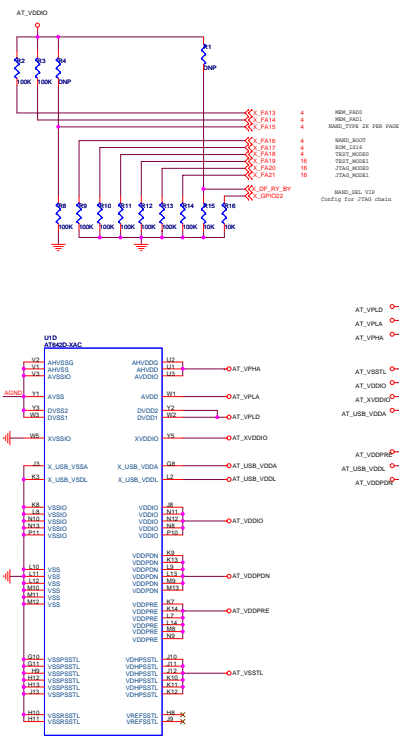 AT_VDDIO
R2 R3 R4 R1
100K 100K DNP DNP
X_FA13 4 MEM_PAD0
X_FA14 4 MEM_PAD1
X_FA15 4 NAND_TYPE 2K PER PAGE
X_FA16 4 NAND_BOOT
X_FA17 4 ROM_IS16
X_FA18 4 TEST_MODE0
X_FA19 16 TEST_MODE1
X_FA20 16 JTAG_MODE0
X_FA21 16 JTAG_MODE1
X_DF_RY_BY NAND_SEL VIP
X_GPIO22 Config for JTAG chain
R8 R9 R10 R11 R12 R13 R14 R15 R16
100K 100K 100K 100K 100K 100K 100K 10K 10K
U1D
AT642D-XAC
V2 AHVSSG AHVDDG U2
V1 AHVSS AHVDD U1 AT_VPHA
V3 AVSSIO AVDDIO U3
AGND Y1 AVSS AVDD W1 AT_VPLA
Y3 DVSS2 DVDD2 Y2
W3 DVSS1 DVDD1 W2 AT_VPLD
W5 XVSSIO XVDDIO Y5 AT_XVDDIO
J3 X_USB_VSSA X_USB_VDDA G8 AT_USB_VDDA
K3 X_USB_VSDL X_USB_VDDL L2 AT_USB_VDDL
K8 VSSIO VDDIO J8
L8 VSSIO VDDIO N11
N10 VSSIO VDDIO N12 AT_VDDIO
N13 VSSIO VDDIO N8
P11 VSSIO VDDIO P10
VDDPDN K9
VDDPDN K13
L10 VSS VDDPDN L9
L11 VSS VDDPDN L13 AT_VDDPDN
L12 VSS VDDPDN M9
M10 VSS VDDPDN M13
M11 VSS
M12 VSS VDDPRE K7
VDDPRE K14 AT_VDDPRE
VDDPRE L7
VDDPRE L14
VDDPRE M8
VDDPRE N9
G10 VSSPSSTL VDHPSSTL J10
G11 VSSPSSTL VDHPSSTL J11
H9 VSSPSSTL VDHPSSTL J12 AT_VSSTL
H12 VSSPSSTL VDHPSSTL K10
H13 VSSPSSTL VDHPSSTL K11
J13 VSSPSSTL VDHPSSTL K12
H10 VSSRSSTL VREFSSTL H8
H11 VSSRSSTL VREFSSTL J9
AT_VPLD
AT_VPLA
AT_VPHA
AT_VSSTL
AT_VDDIO
AT_XVDDIO
AT_USB_VDDA
AT_VDDPRE
AT_USB_VDDL
AT_VDDPDN